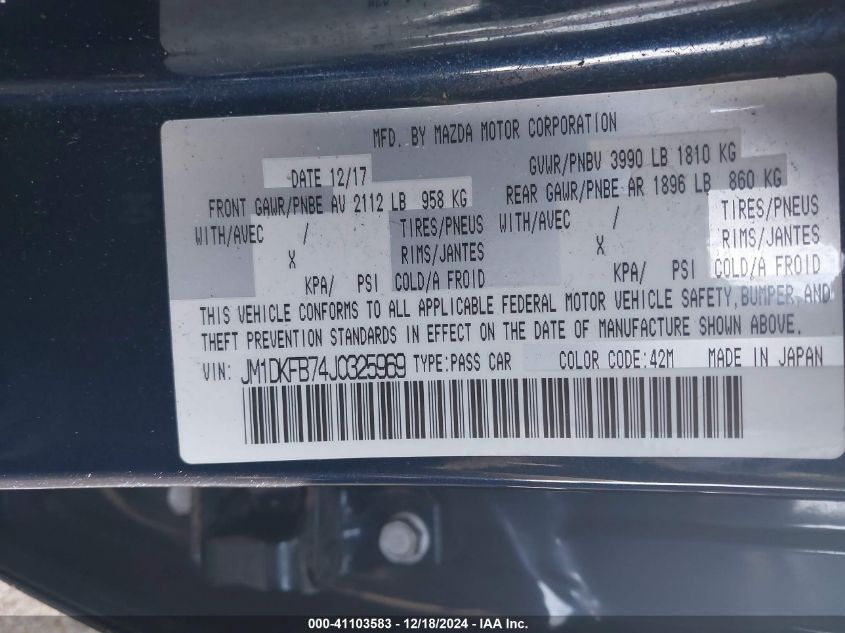 MFD. BY MAZDA MOTOR CORPORATION
DATE 12/17 GVWR/PNBV 3990 LB 1810 KG
FRONT GAWR/PNBE AV 2112 LB 958 KG REAR GAWR/PNBE AR 1896 LB 860 KG
WITH/AVEC / TIRES/PNEUS WITH/AVEC / TIRES/PNEUS
X RIMS/JANTES X RIMS/JANTES
KPA/ PSI COLD/A FROID KPA/ PSI COLD/A FROID
THIS VEHICLE CONFORMS TO ALL APPLICABLE FEDERAL MOTOR VEHICLE SAFETY, BUMPER, AND
THEFT PREVENTION STANDARDS IN EFFECT ON THE DATE OF MANUFACTURE SHOWN ABOVE.
VIN: JM1DKFB74J0325969 TYPE:PASS CAR COLOR CODE:42M MADE IN JAPAN
000-41103583 - 12/18/2024 - IAA Inc.